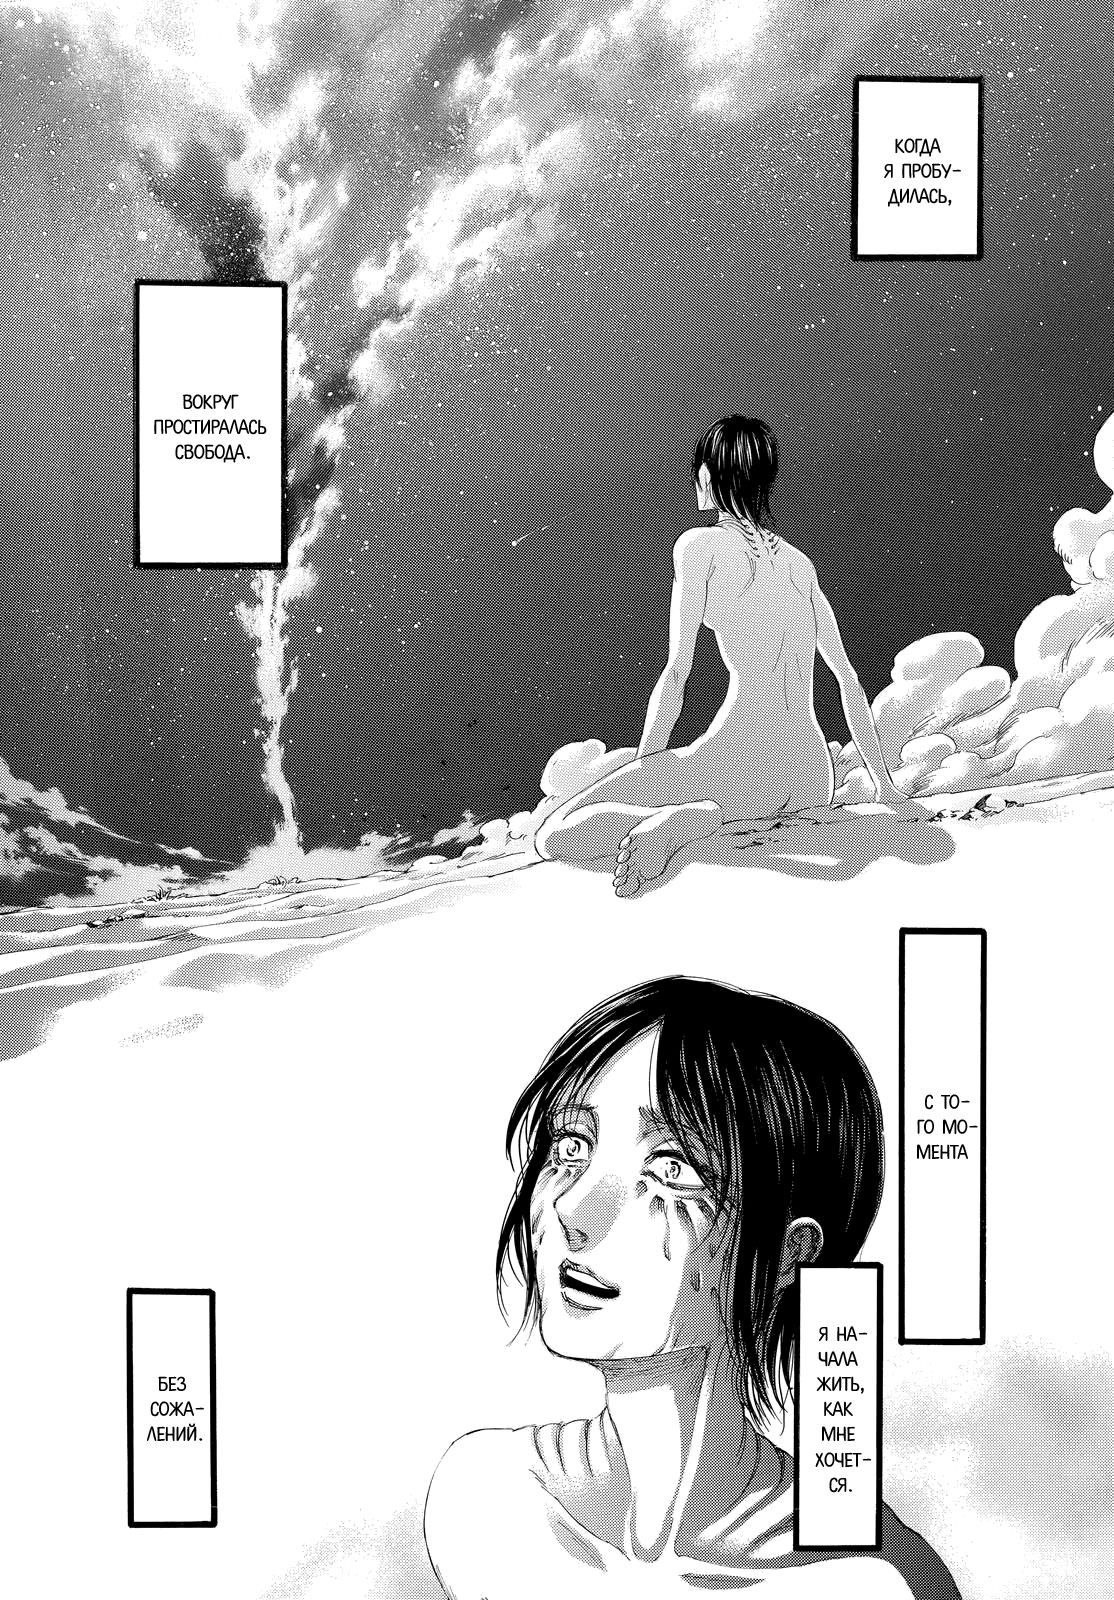 КОГДА
Я ПРОБУ-
ДИЛАСЬ,
ВОКРУГ
ПРОСТИРАЛАСЬ
СВОБОДА.
С ТО-
ГО МО-
МЕНТА
Я НА-
ЧАЛА
ЖИТЬ,
КАК
МНЕ
ХОЧЕТ-
СЯ.
БЕЗ
СОЖА-
ЛЕНИЙ.